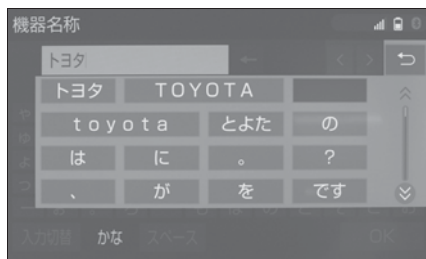 機器名称
トヨタ
トヨタ TOYOTA
toyota とよた の
は に 。 ?
、 が を です
入力切替 かな スペース OK